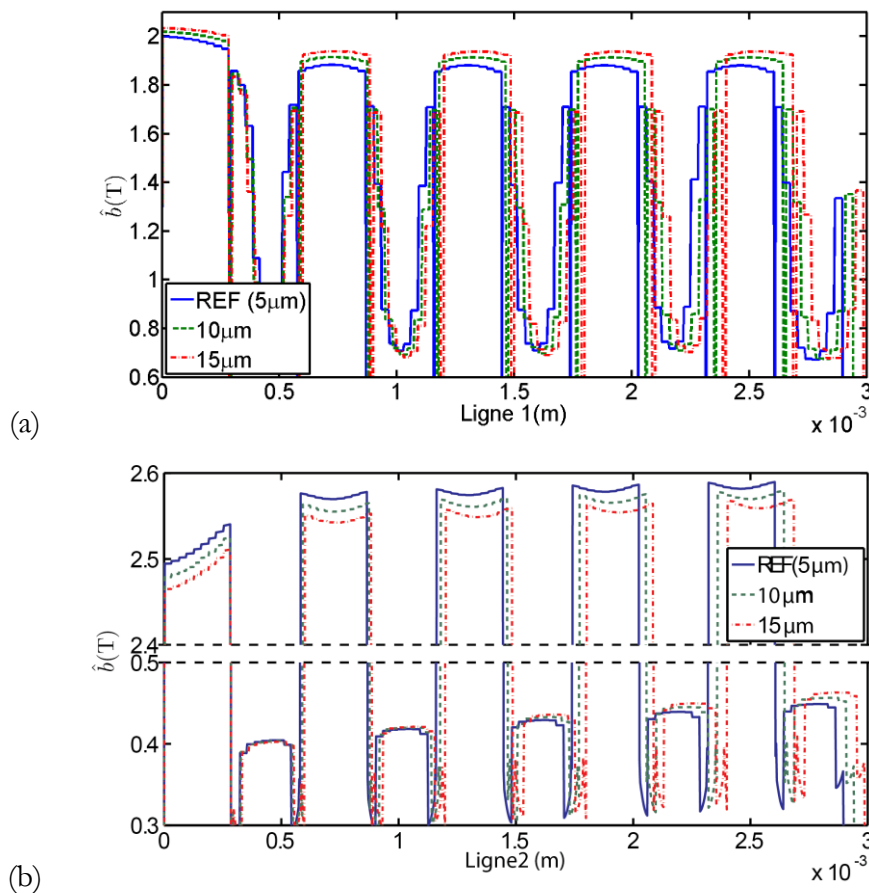 2
1.8
1.6
1.4
1.2
1
0.8
0.6
b̂(T)
REF (5μm)
10μm
15μm
0 0.5 1 1.5 2 2.5 3
Ligne 1(m)
x 10⁻³
(a)
2.6
2.5
2.4
0.5
0.4
0.3
b̂(T)
REF(5μm)
10μm
15μm
0 0.5 1 1.5 2 2.5 3
Ligne2 (m)
x 10⁻³
(b)